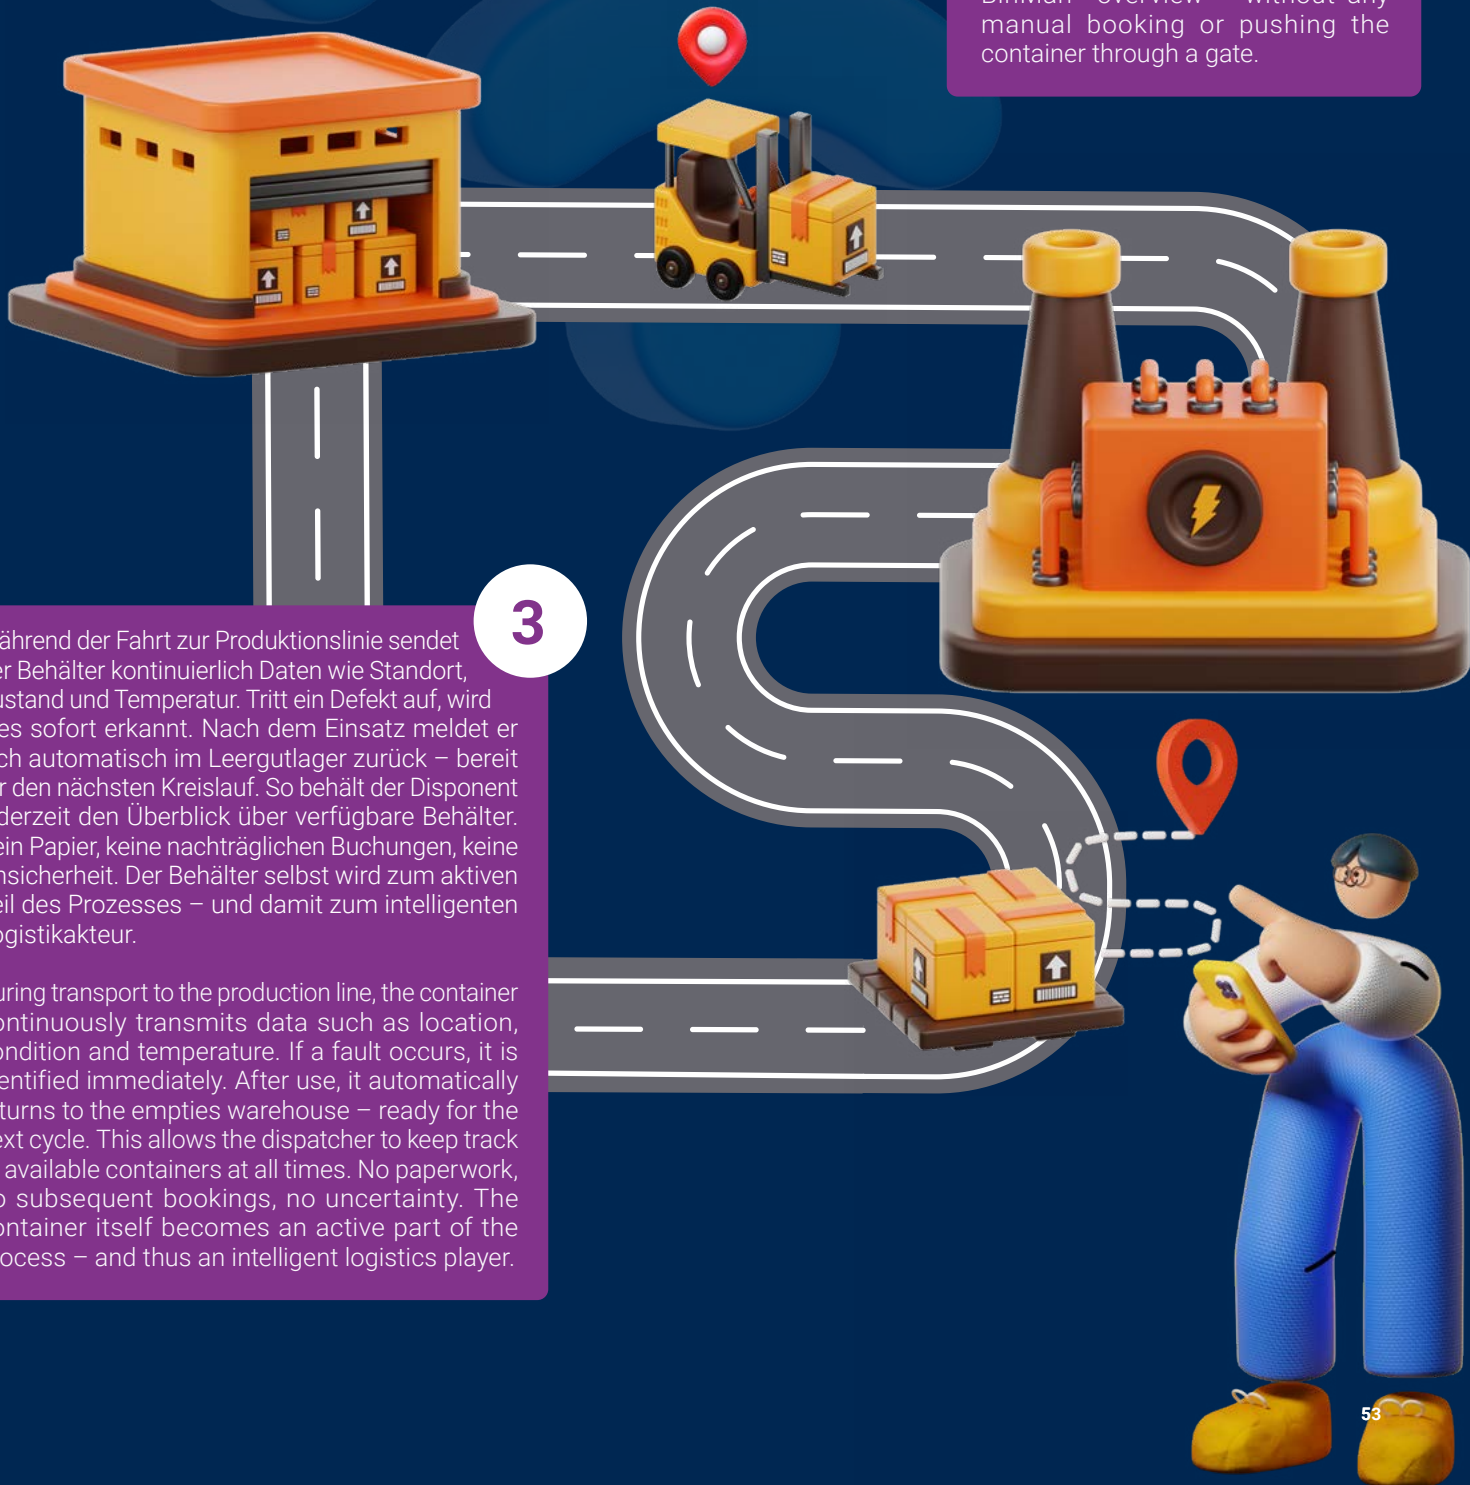 BinMan overview without any
manual booking or pushing the
container through a gate.
3
ährend der Fahrt zur Produktionslinie sendet
er Behälter kontinuierlich Daten wie Standort,
ustand und Temperatur. Tritt ein Defekt auf, wird
es sofort erkannt. Nach dem Einsatz meldet er
ch automatisch im Leergutlager zurück – bereit
r den nächsten Kreislauf. So behält der Disponent
derzeit den Überblick über verfügbare Behälter.
ein Papier, keine nachträglichen Buchungen, keine
nsicherheit. Der Behälter selbst wird zum aktiven
eil des Prozesses – und damit zum intelligenten
ogistikakteur.
uring transport to the production line, the container
ontinuously transmits data such as location,
ondition and temperature. If a fault occurs, it is
entified immediately. After use, it automatically
turns to the empties warehouse – ready for the
ext cycle. This allows the dispatcher to keep track
available containers at all times. No paperwork,
o subsequent bookings, no uncertainty. The
ontainer itself becomes an active part of the
ocess – and thus an intelligent logistics player.
53